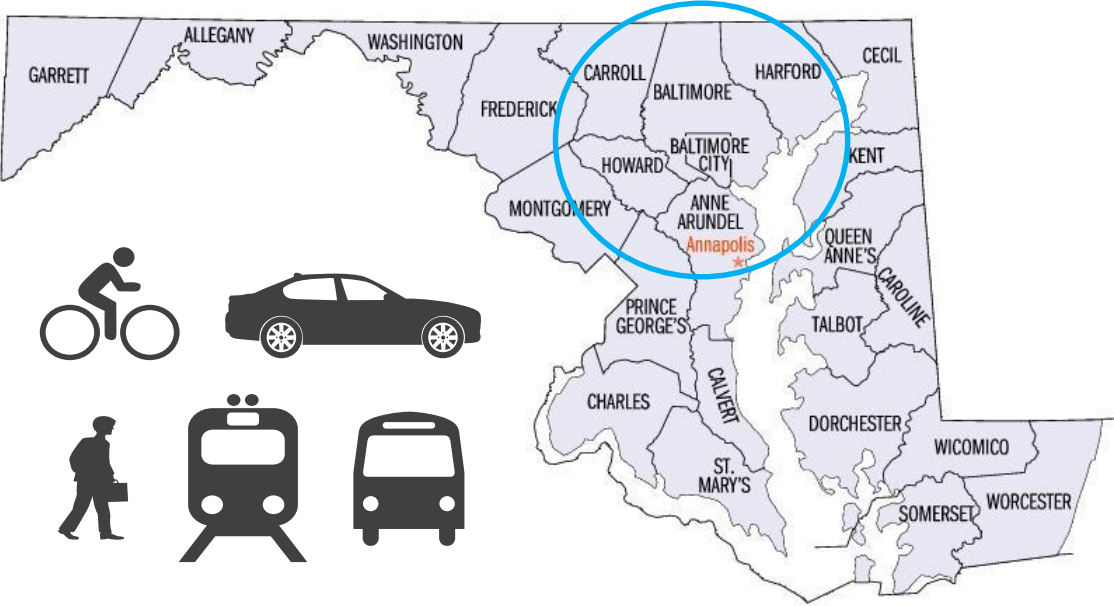 GARRETT
ALLEGANY
WASHINGTON
FREDERICK
CARROLL
BALTIMORE
HARFORD
CECIL
BALTIMORE
CITY
HOWARD
KENT
MONTGOMERY
ANNE
ARUNDEL
Annapolis
QUEEN
ANNE'S
CAROLINE
PRINCE
GEORGE'S
TALBOT
CALVERT
CHARLES
DORCHESTER
WICOMICO
ST.
MARY'S
SOMERSET
WORCESTER